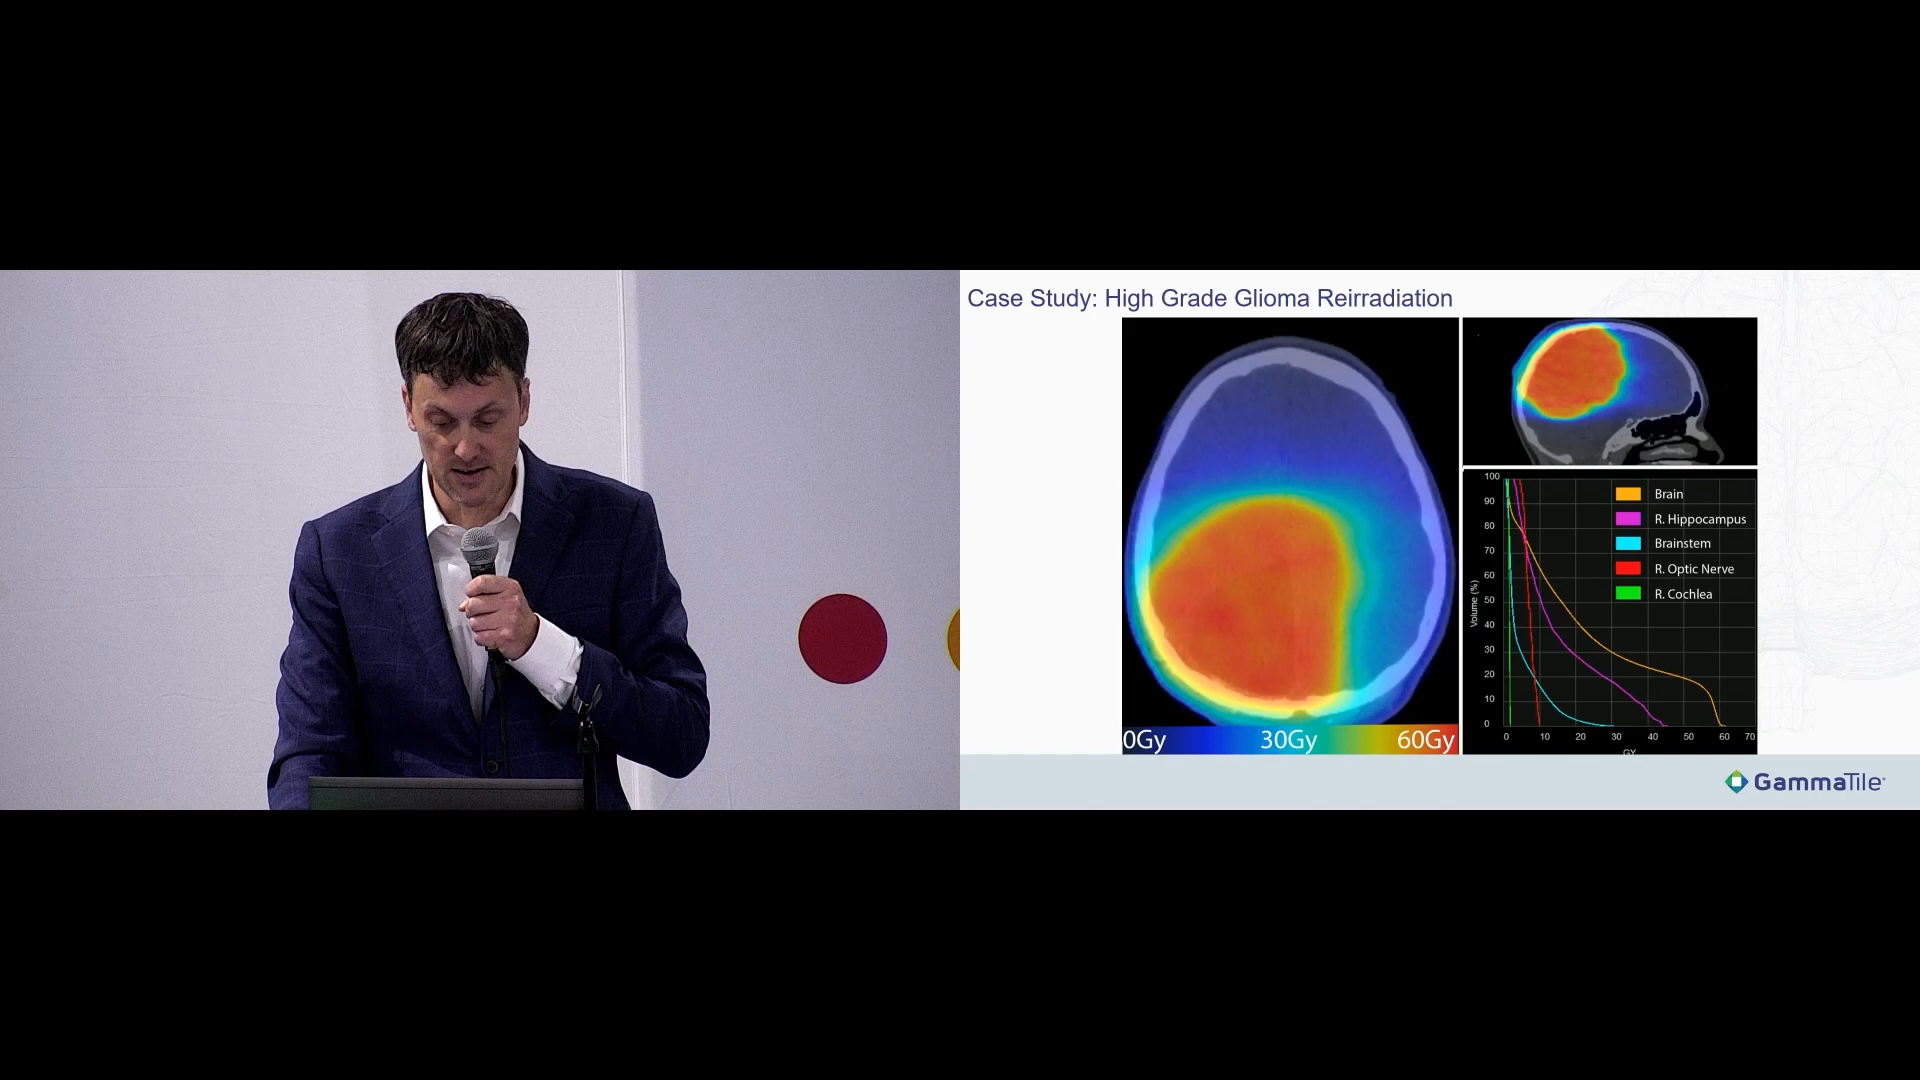 Case Study: High Grade Glioma Reirradiation
0Gy 30Gy 60Gy
100
90
80
70
60
50
40
30
20
10
0
Volume (%)
Brain
R. Hippocampus
Brainstem
R. Optic Nerve
R. Cochlea
0 10 20 30 40 50 60 70
GY
GammaTile